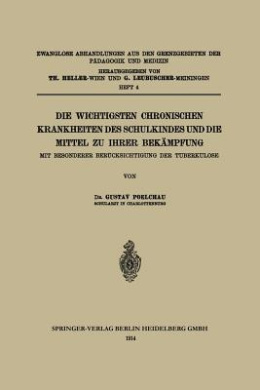 ZWANGLOSE ABHANDLUNGEN AUS DEN GRENZGEBIETEN DER
PÄDAGOGIK UND MEDIZIN
HERAUSGEGEBEN VON
TH. HELLER-WIEN UND G. LEUBUSCHER-MEININGEN
HEFT 4
DIE WICHTIGSTEN CHRONISCHEN
KRANKHEITEN DES SCHULKINDES UND DIE
MITTEL ZU IHRER BEKÄMPFUNG
MIT BESONDERER BERÜCKSICHTIGUNG DER TUBERKULOSE
VON
DR. GUSTAV POELCHAU
SCHULARZT IN CHARLOTTENBURG
SPRINGER-VERLAG BERLIN HEIDELBERG GMBH
1914